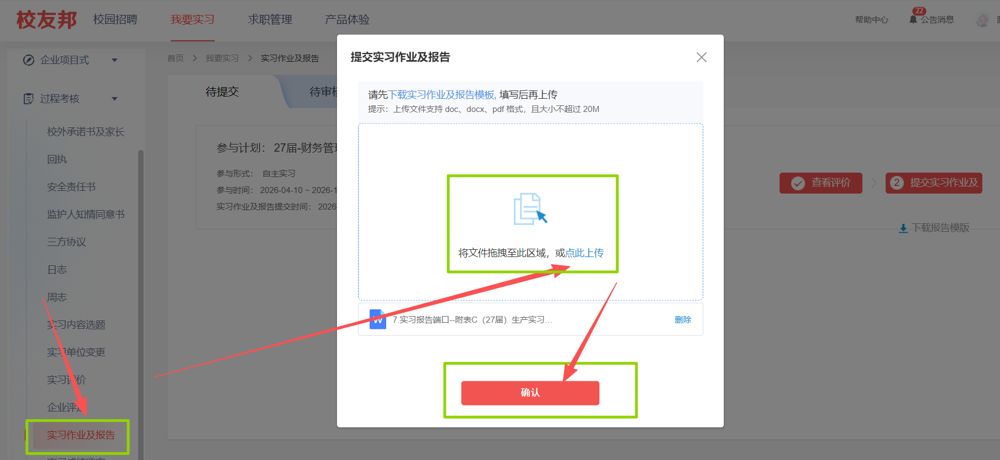 校友邦
校园招聘
我要实习
求职管理
产品体验
帮助中心
22
公告消息
企业项目式
过程考核
校外承诺书及家长
回执
安全责任书
监护人知情同意书
三方协议
日志
周志
实习内容选题
实习单位变更
实习评价
企业评定
实习作业及报告
首页
我要实习
实习作业及报告
待提交
待审核
参与计划： 27届-财务管理
参与形式： 自主实习
参与时间： 2026-04-10 ~ 2026-1
实习作业及报告提交时间： 2026
查看评价
2 提交实习作业及
下载报告模版
提交实习作业及报告
请先下载实习作业及报告模板, 填写后再上传
提示：上传文件支持 doc、docx、pdf 格式，且大小不超过 20M
将文件拖拽至此区域，或点此上传
W
7.实习报告端口--附表C（27届）生产实习...
删除
确认